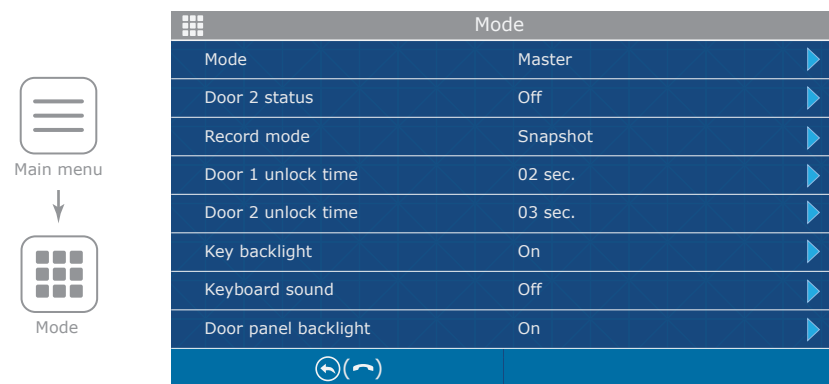 Main menu
Mode
Mode
Mode Master
Door 2 status Off
Record mode Snapshot
Door 1 unlock time 02 sec.
Door 2 unlock time 03 sec.
Key backlight On
Keyboard sound Off
Door panel backlight On
( )